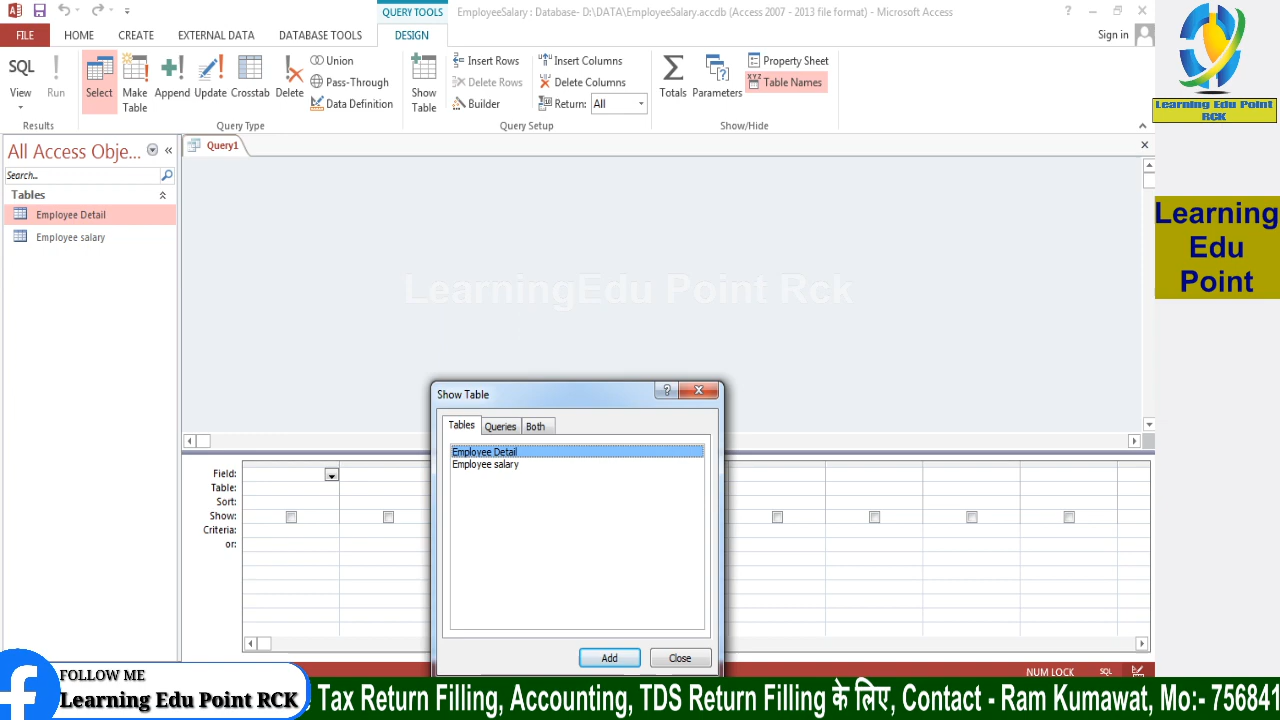 QUERY TOOLS
EmployeeSalary : Database- D:\DATA\EmployeeSalary.accdb (Access 2007 - 2013 file format) - Microsoft Access
FILE
HOME
CREATE
EXTERNAL DATA
DATABASE TOOLS
DESIGN
Sign in
SQL
View
Run
Select
Make
Table
Append
Update
Crosstab
Delete
Union
Pass-Through
Data Definition
Show
Table
Insert Rows
Delete Rows
Builder
Insert Columns
Delete Columns
Return: All
Totals
Parameters
Property Sheet
XYZ Table Names
Results
Query Type
Query Setup
Show/Hide
Learning Edu Point
RCK
All Access Obje...
Search..
Tables
Employee Detail
Employee salary
Query1
LearningEdu Point Rck
Learning
Edu
Point
Show Table
Tables
Queries
Both
Employee Detail
Employee salary
Add
Close
Field:
Table:
Sort:
Show:
Criteria:
or:
NUM LOCK
SQL
FOLLOW ME
Learning Edu Point RCK
e Tax Return Filling, Accounting, TDS Return Filling के लिए, Contact - Ram Kumawat, Mo:- 756841